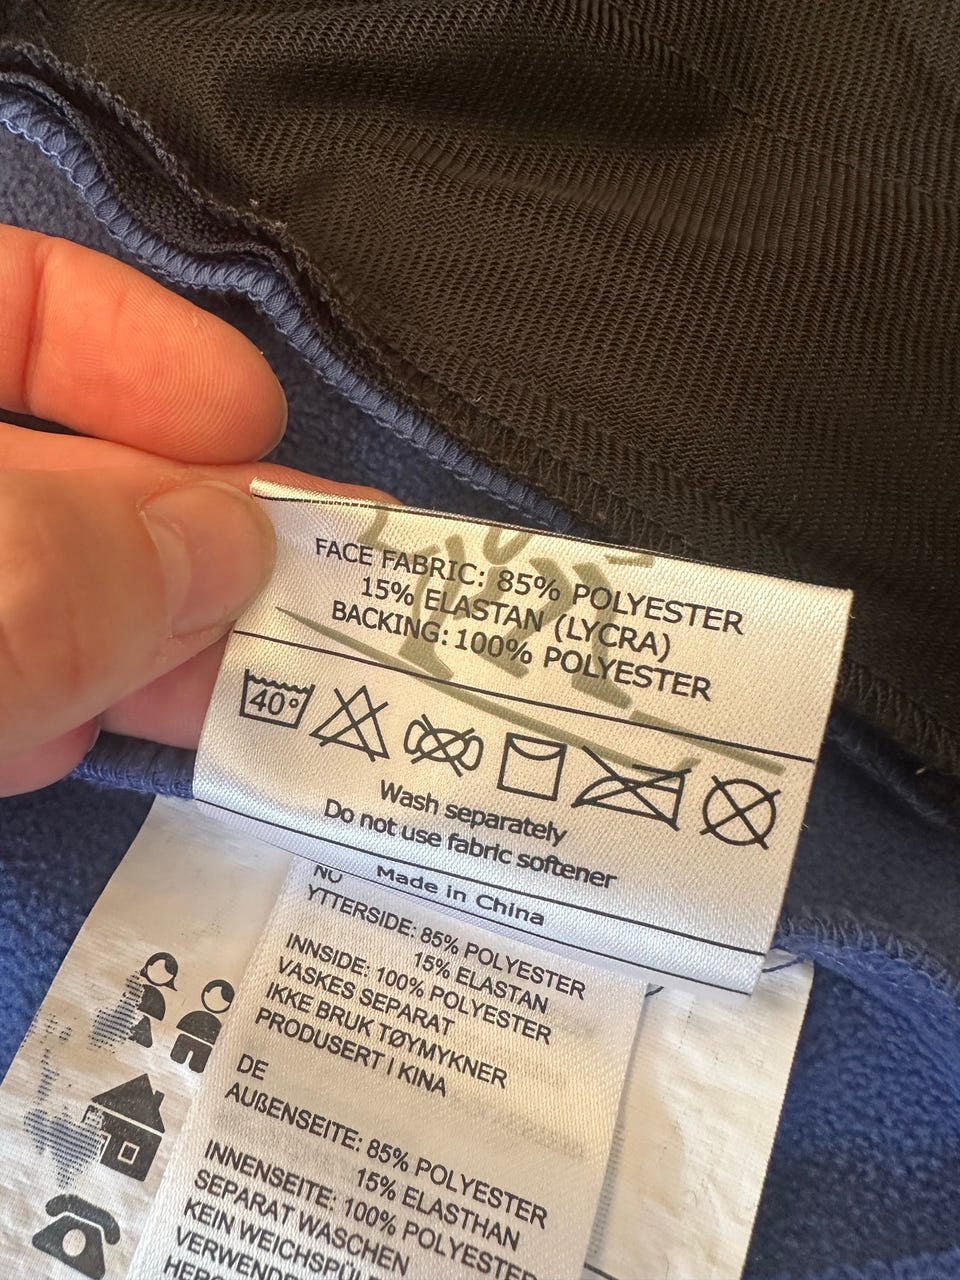 FACE FABRIC: 85% POLYESTER
15% ELASTAN (LYCRA)
BACKING: 100% POLYESTER
40°
Wash separately
Do not use fabric softener
Made in China
NO
YTTERSIDE: 85% POLYESTER
15% ELASTAN
INNSIDE: 100% POLYESTER
VASKES SEPARAT
IKKE BRUK TØYMYKNER
PRODUSERT I KINA
DE
AUßENSEITE: 85% POLYESTER
15% ELASTHAN
INNENSEITE: 100% POLYESTER
SEPARAT WASCHEN
KEIN